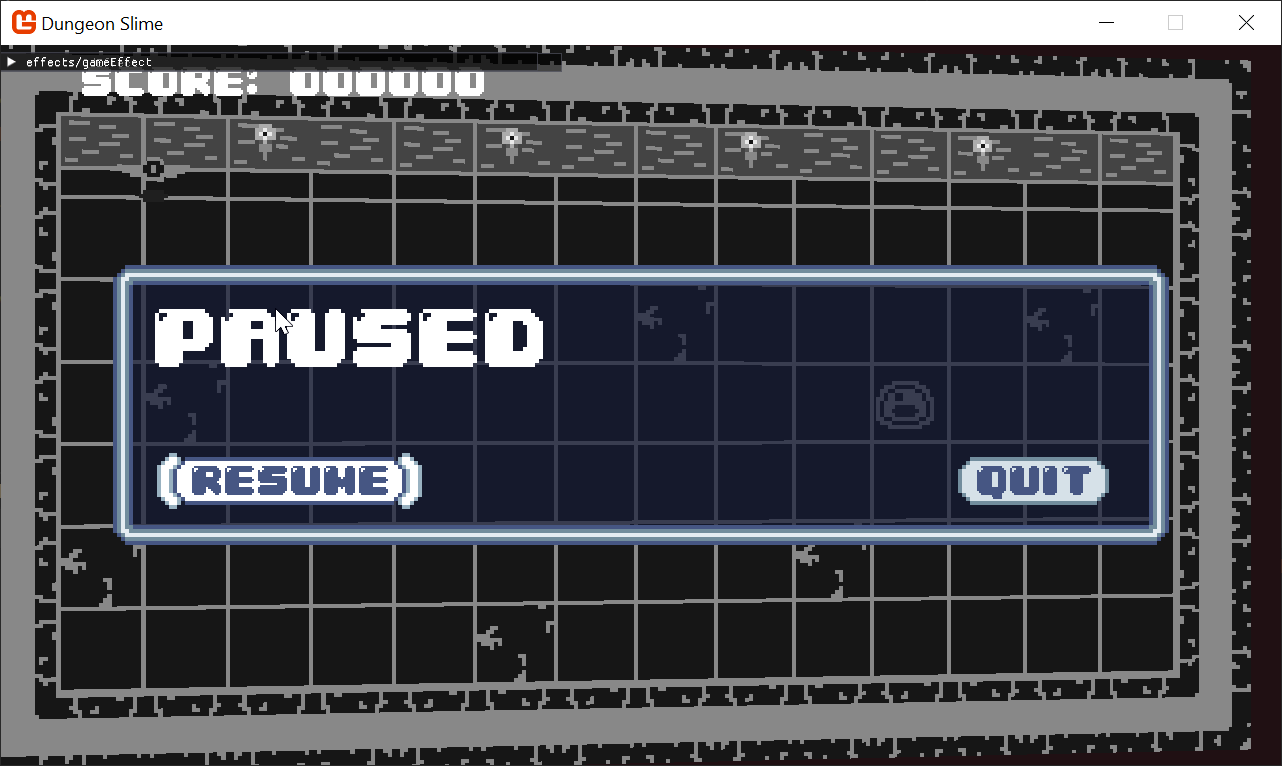 Dungeon Slime
effects/gameEffect
SCORE: 000000
PAUSED
RESUME
QUIT